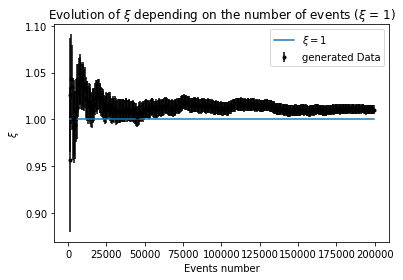 Evolution of ξ depending on the number of events (ξ = 1)
ξ = 1
generated Data
1.10
1.05
1.00
0.95
0.90
ξ
0 25000 50000 75000 100000 125000 150000 175000 200000
Events number